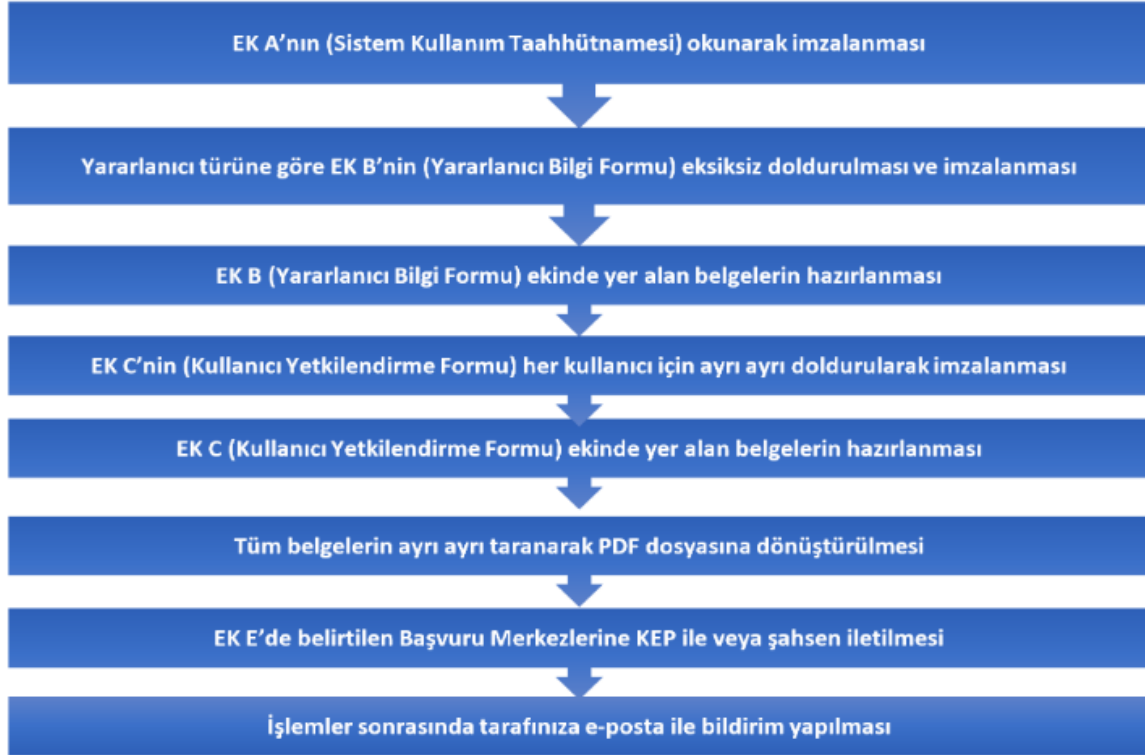 EK A’nın (Sistem Kullanım Taahhütnamesi) okunarak imzalanması
Yararlanıcı türüne göre EK B’nin (Yararlanıcı Bilgi Formu) eksiksiz doldurulması ve imzalanması
EK B (Yararlanıcı Bilgi Formu) ekinde yer alan belgelerin hazırlanması
EK C’nin (Kullanıcı Yetkilendirme Formu) her kullanıcı için ayrı ayrı doldurularak imzalanması
EK C (Kullanıcı Yetkilendirme Formu) ekinde yer alan belgelerin hazırlanması
Tüm belgelerin ayrı ayrı taranarak PDF dosyasına dönüştürülmesi
EK E’de belirtilen Başvuru Merkezlerine KEP ile veya şahsen iletilmesi
İşlemler sonrasında tarafınıza e-posta ile bildirim yapılması